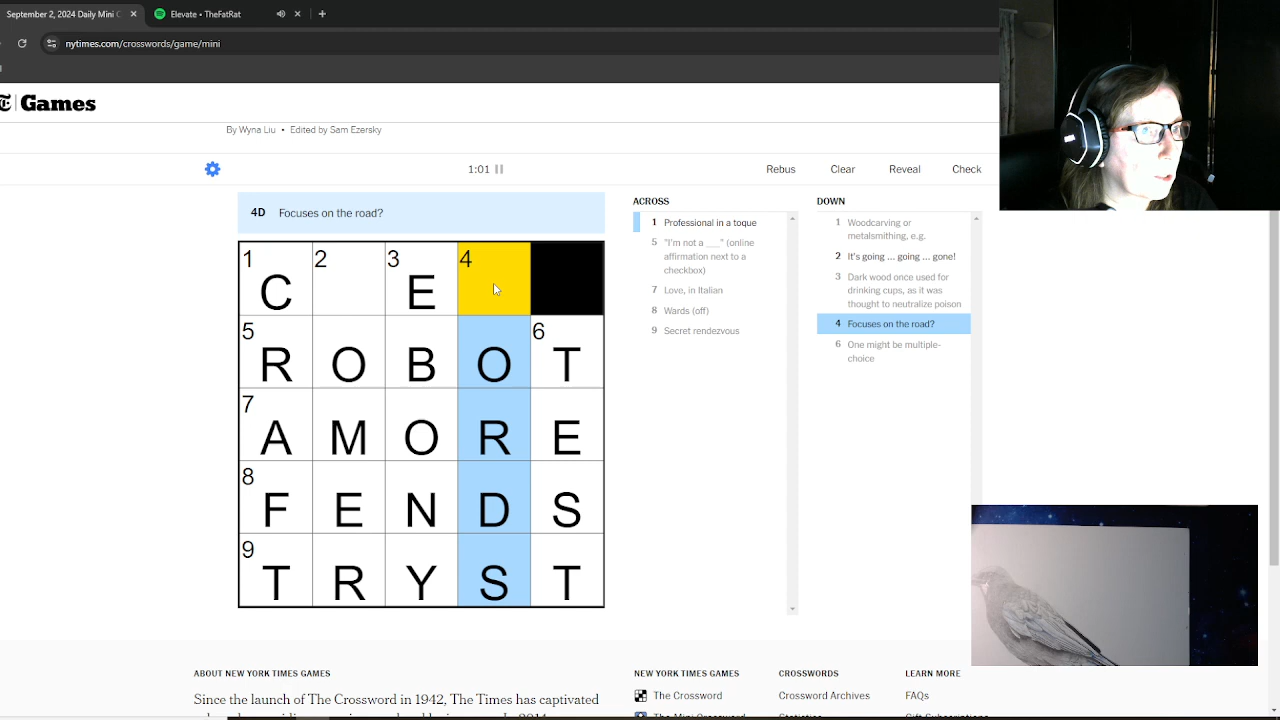 September 2, 2024 Daily Mini C
Elevate • TheFatRat
nytimes.com/crosswords/game/mini
Games
By Wyna Liu • Edited by Sam Ezersky
1:01
Rebus
Clear
Reveal
Check
4D Focuses on the road?
1 2 3 4
C E
5 6
R O B O T
7
A M O R E
8
F E N D S
9
T R Y S T
ACROSS
1 Professional in a toque
5 "I'm not a ___" (online
affirmation next to a
checkbox)
7 Love, in Italian
8 Wards (off)
9 Secret rendezvous
DOWN
1 Woodcarving or
metalsmithing, e.g.
2 It's going ... going ... gone!
3 Dark wood once used for
drinking cups, as it was
thought to neutralize poison
4 Focuses on the road?
6 One might be multiple-
choice
ABOUT NEW YORK TIMES GAMES
Since the launch of The Crossword in 1942, The Times has captivated
NEW YORK TIMES GAMES
The Crossword
The Mini Crossword
CROSSWORDS
Crossword Archives
Statistics
LEARN MORE
FAQs
Gift Subscriptions